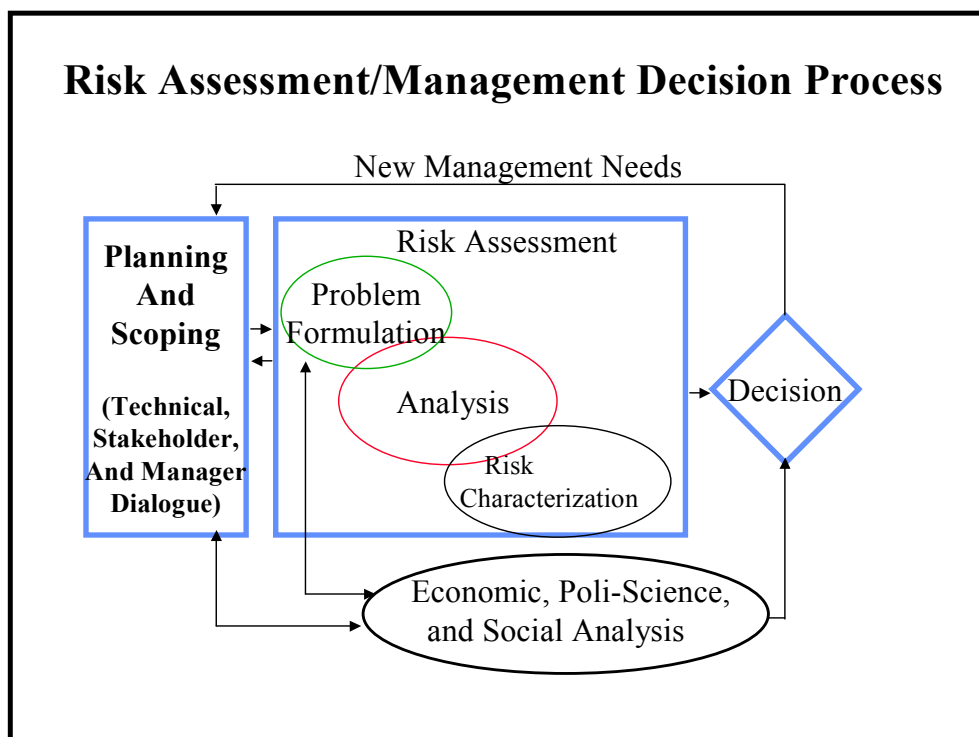 Risk Assessment/Management Decision Process
New Management Needs
Planning
And
Scoping
(Technical,
Stakeholder,
And Manager
Dialogue)
Risk Assessment
Problem
Formulation
Analysis
Risk
Characterization
Decision
Economic, Poli-Science,
and Social Analysis